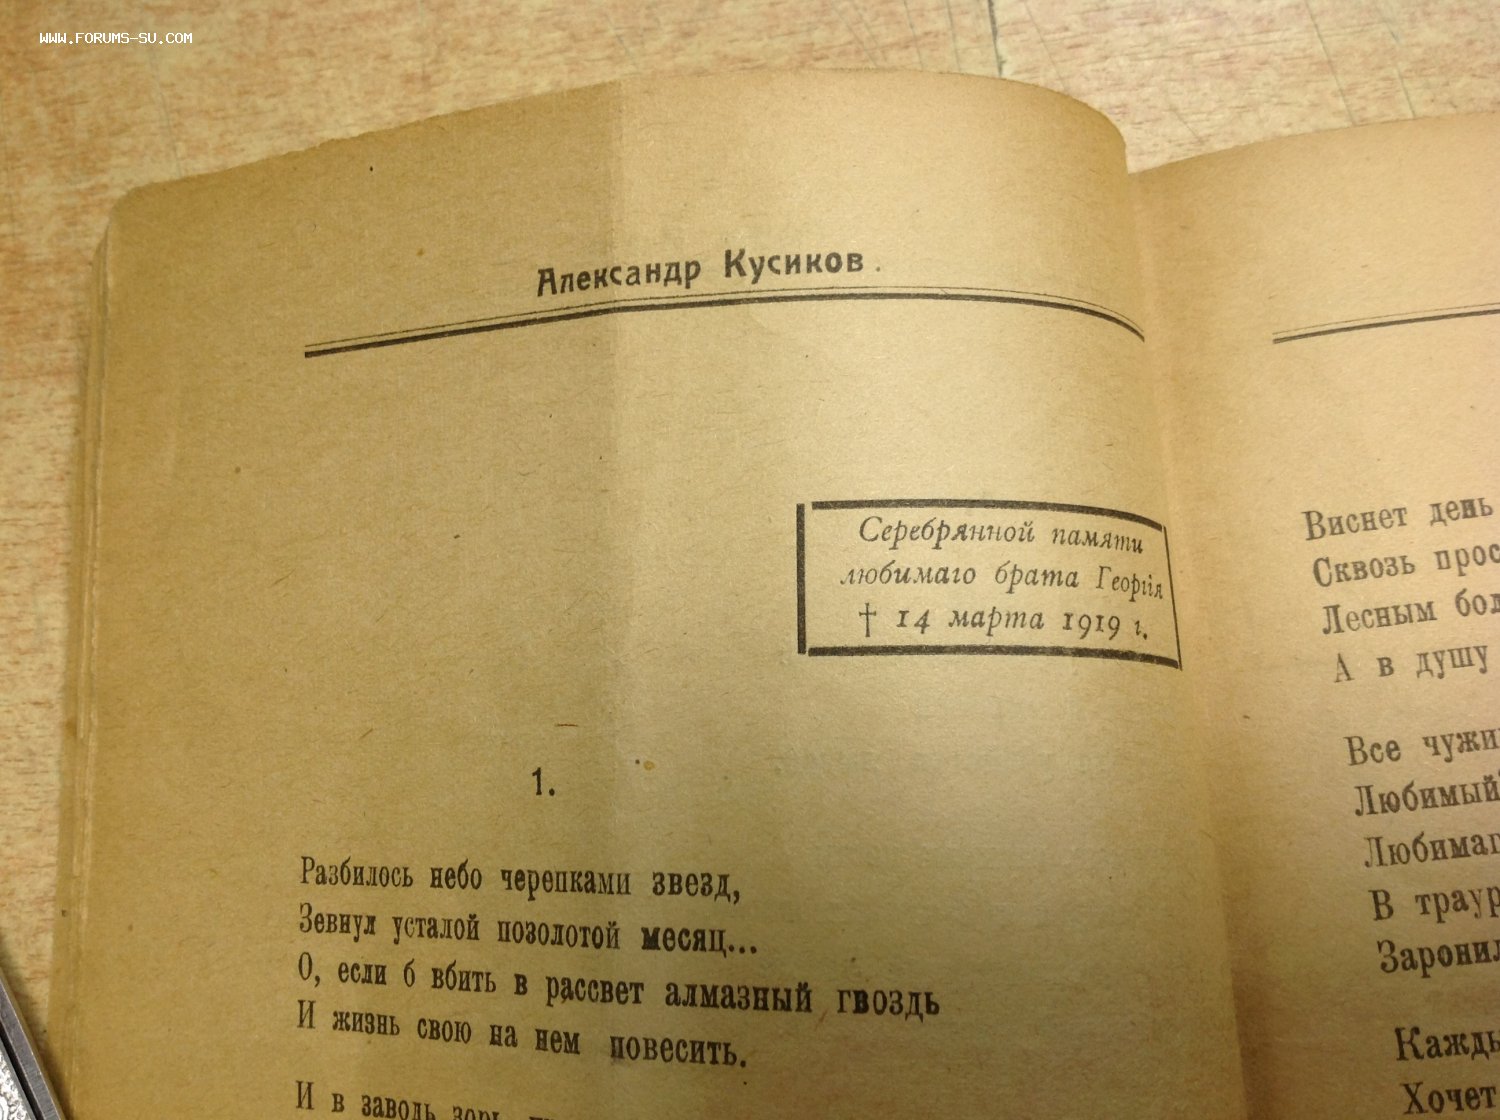 www.forums-su.com
Александр Кусиков.
Серебрянной памяти
любимаго брата Георгія
† 14 марта 1919 г.
1.
Разбилось небо черепками звезд,
Зевнул усталой позолотой месяц...
О, если б вбить в рассвет алмазный гвоздь
И жизнь свою на нем повесить.
И в заводь зорь
Виснет день
Сквозь
Лесным
А в душу
Все
Любимый
В
Хочет